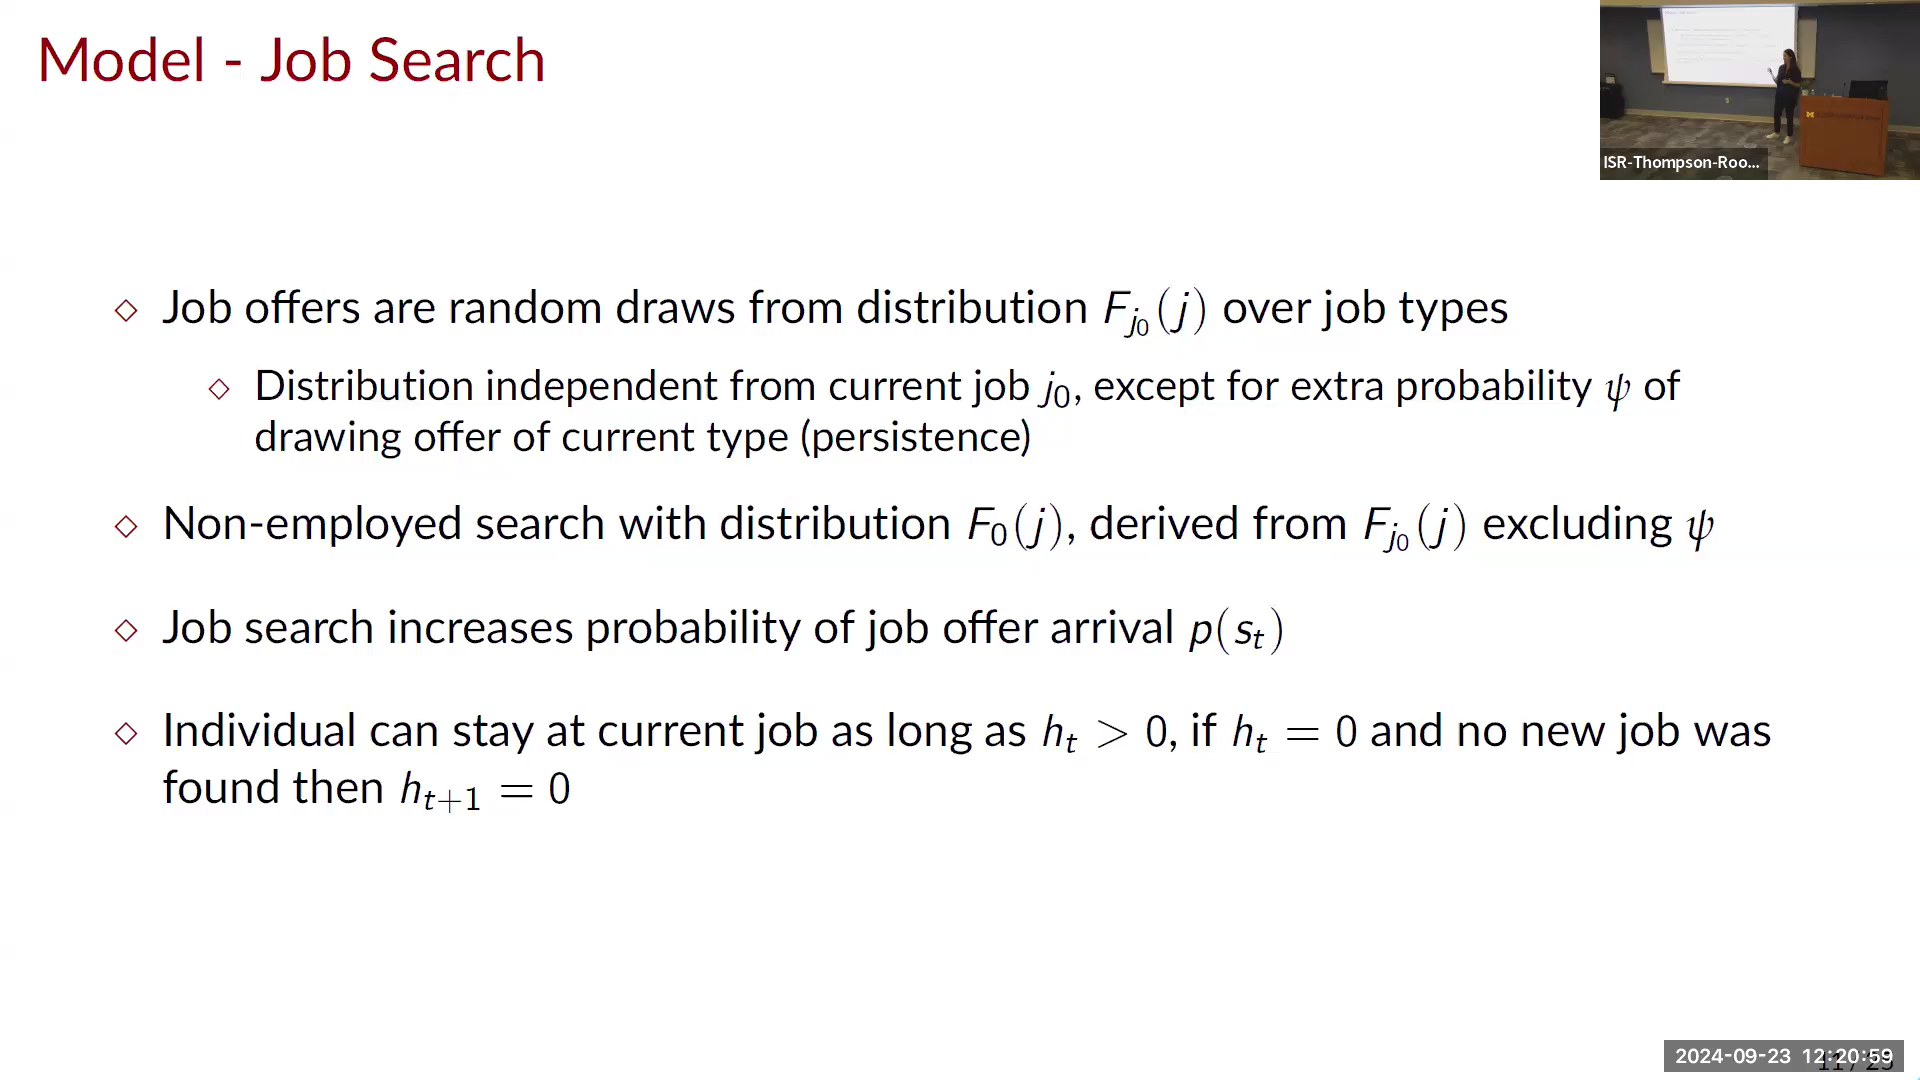 Model - Job Search
ISR-Thompson-Roo...
◇ Job offers are random draws from distribution F_{j_0}(j) over job types
◇ Distribution independent from current job j_0, except for extra probability ψ of
drawing offer of current type (persistence)
◇ Non-employed search with distribution F_0(j), derived from F_{j_0}(j) excluding ψ
◇ Job search increases probability of job offer arrival p(s_t)
◇ Individual can stay at current job as long as h_t > 0, if h_t = 0 and no new job was
found then h_{t+1} = 0
2024-09-23 12:20:59